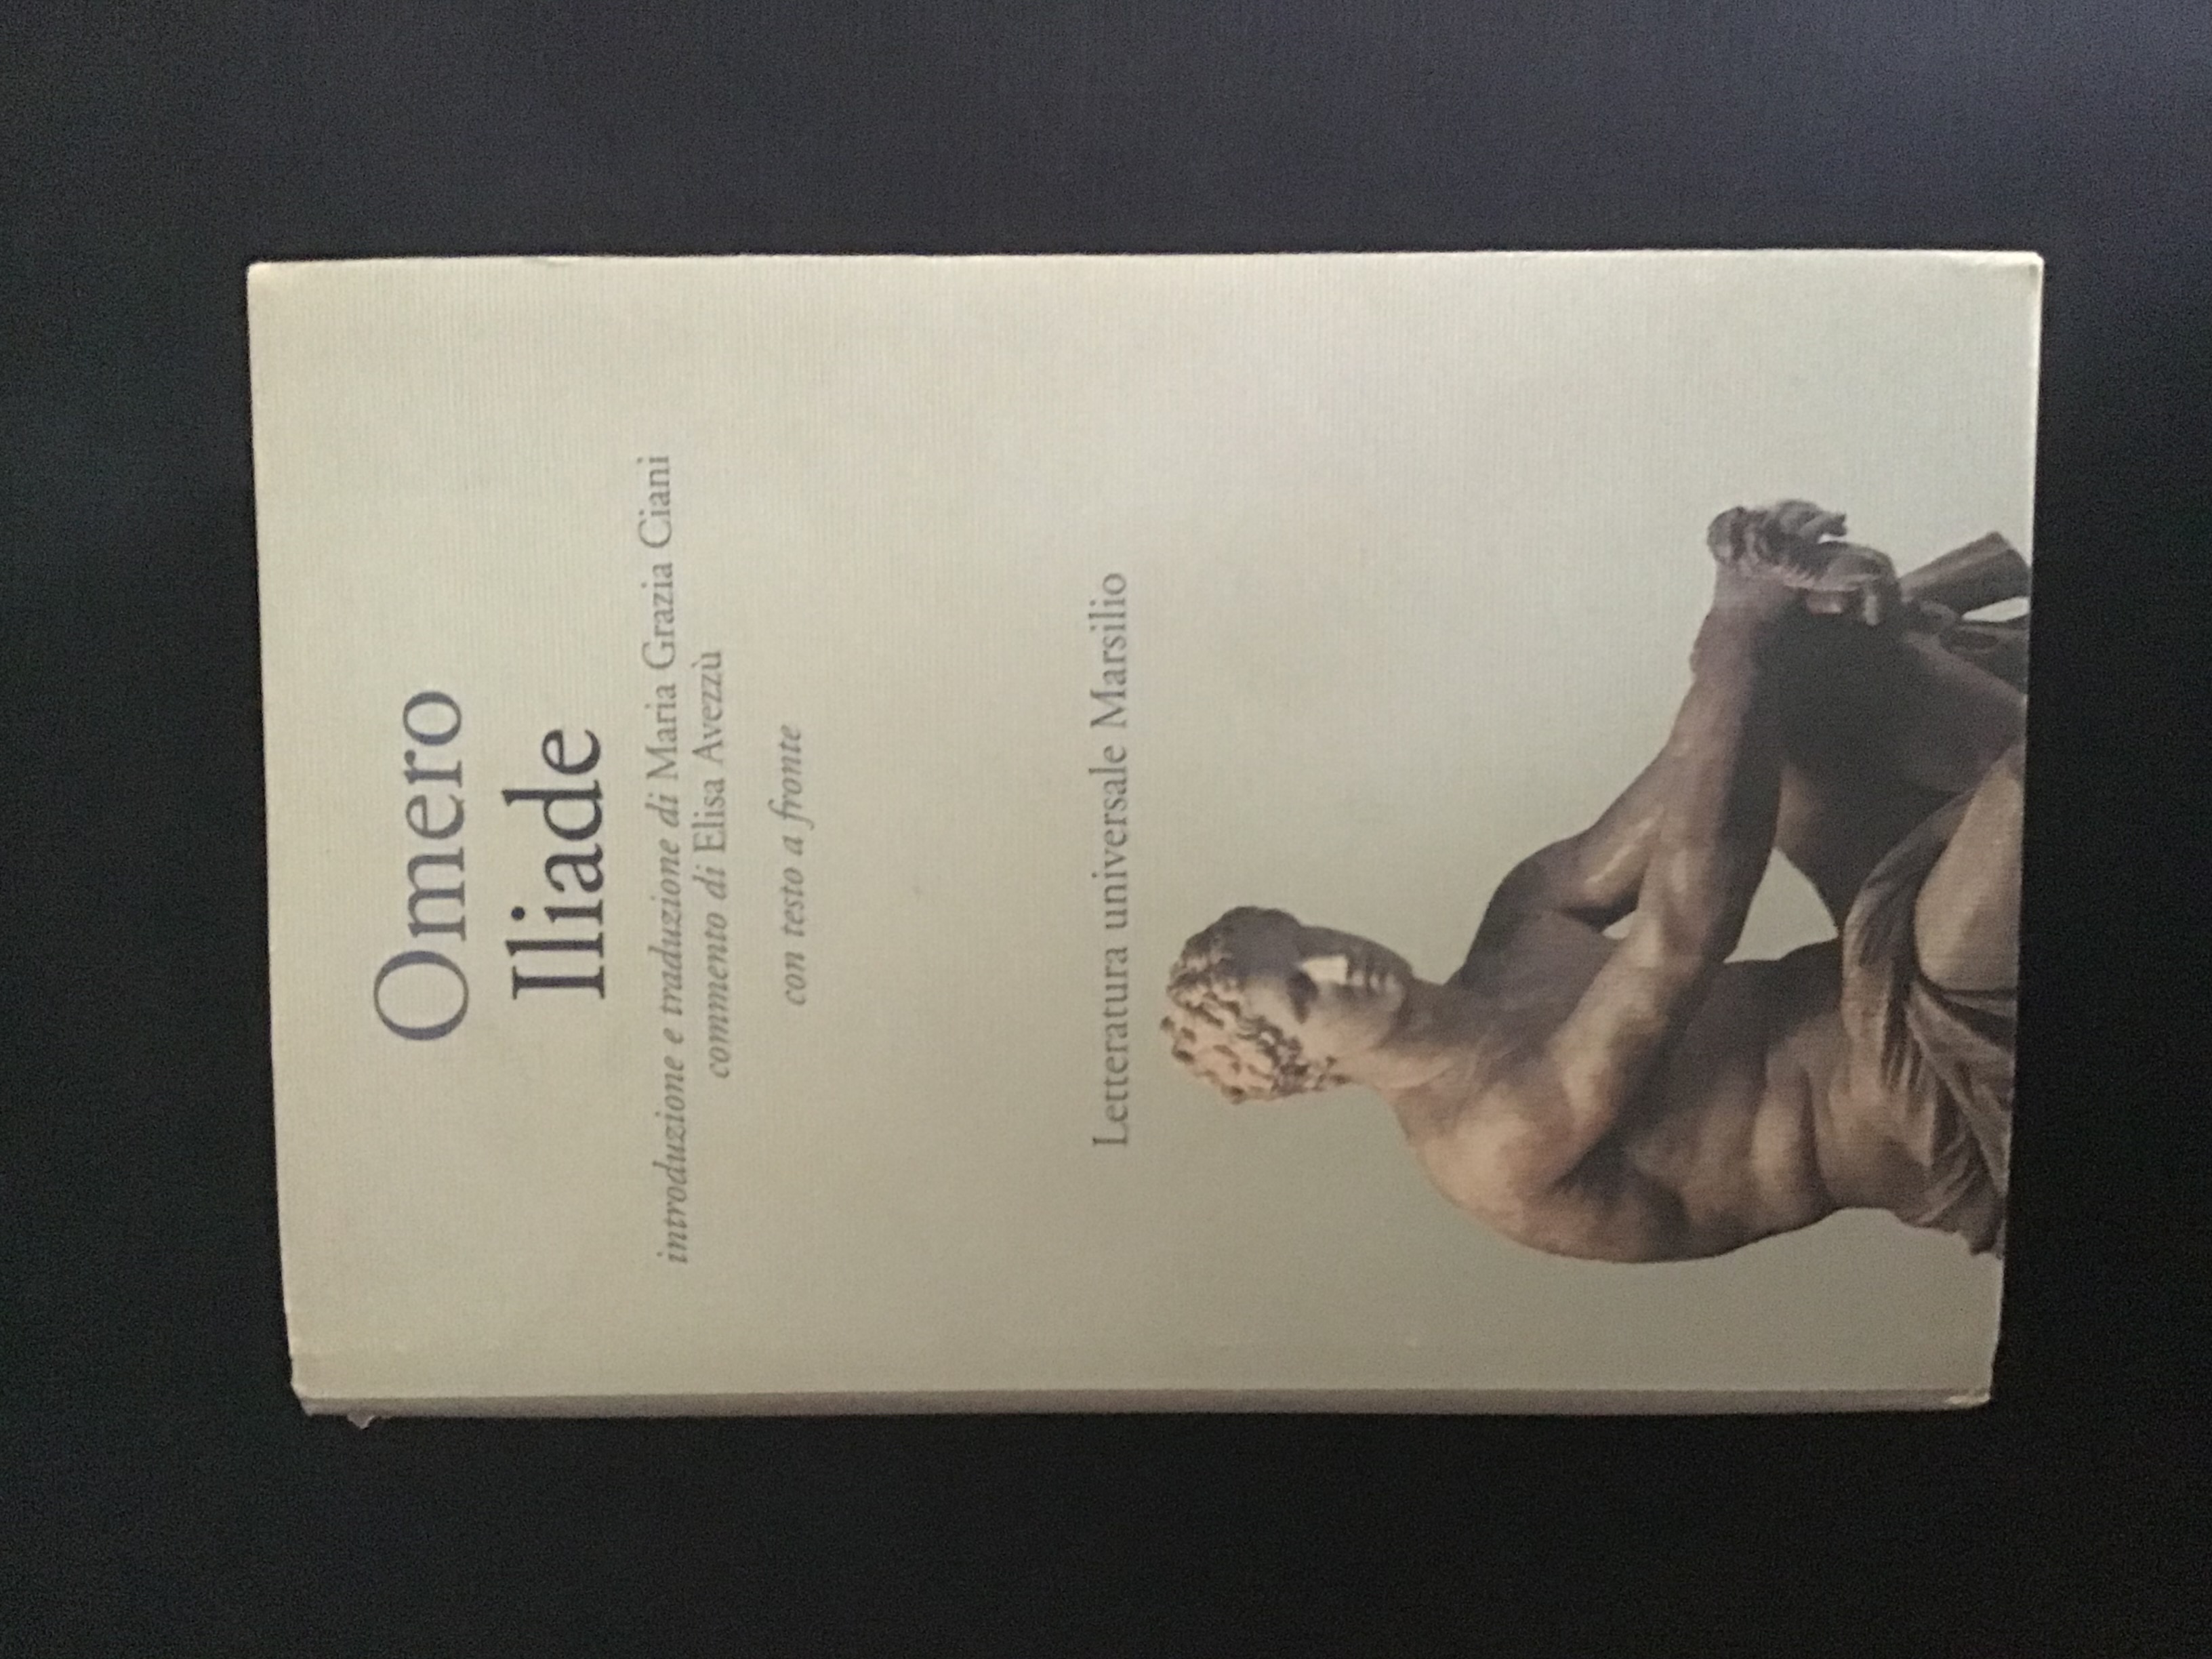 Omero
Iliade
introduzione e traduzione di Maria Grazia Ciani
commento di Elisa Avezzù
con testo a fronte
Letteratura universale Marsilio